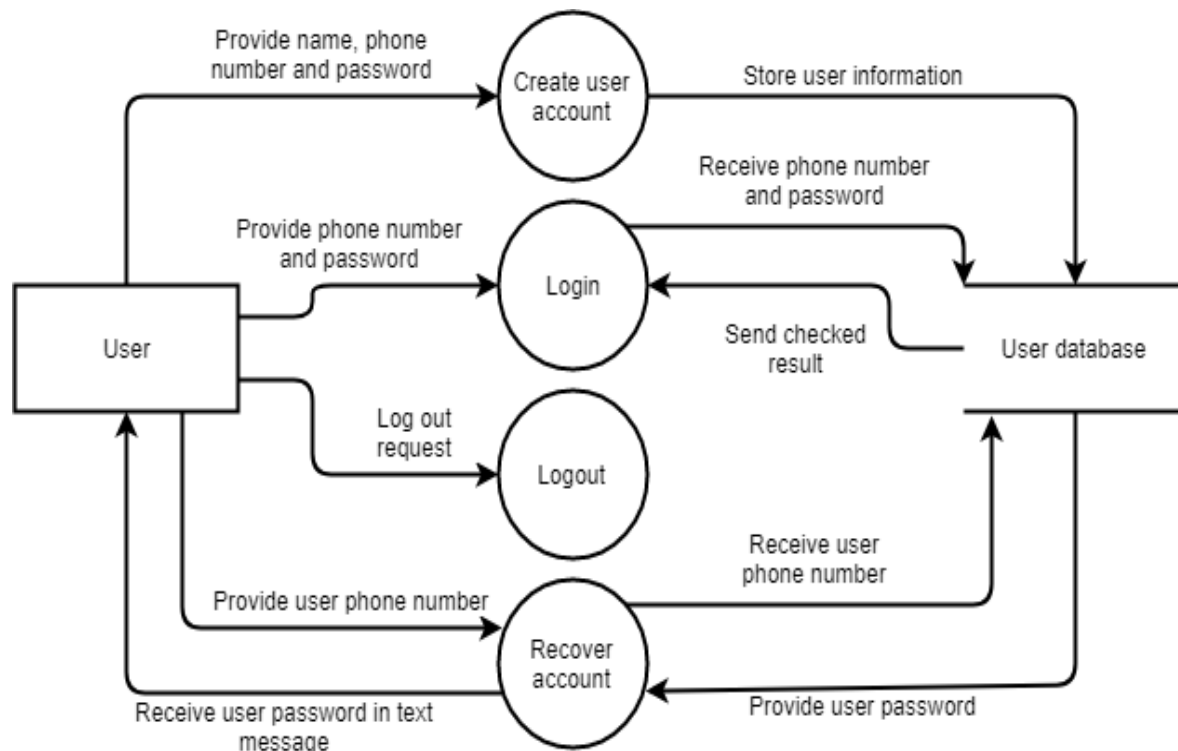 Provide name, phone
number and password
Create user
account
Store user information
Receive phone number
and password
Provide phone number
and password
Login
User
Send checked
result
User database
Log out
request
Logout
Receive user
phone number
Provide user phone number
Recover
account
Receive user password in text
message
Provide user password